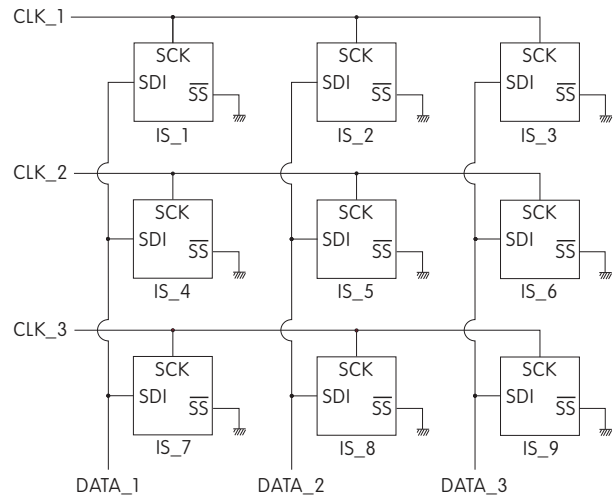 CLK_1
SCK SCK SCK
SDI SS SDI SS SDI SS
IS_1 IS_2 IS_3
CLK_2
SCK SCK SCK
SDI SS SDI SS SDI SS
IS_4 IS_5 IS_6
CLK_3
SCK SCK SCK
SDI SS SDI SS SDI SS
IS_7 IS_8 IS_9
DATA_1 DATA_2 DATA_3